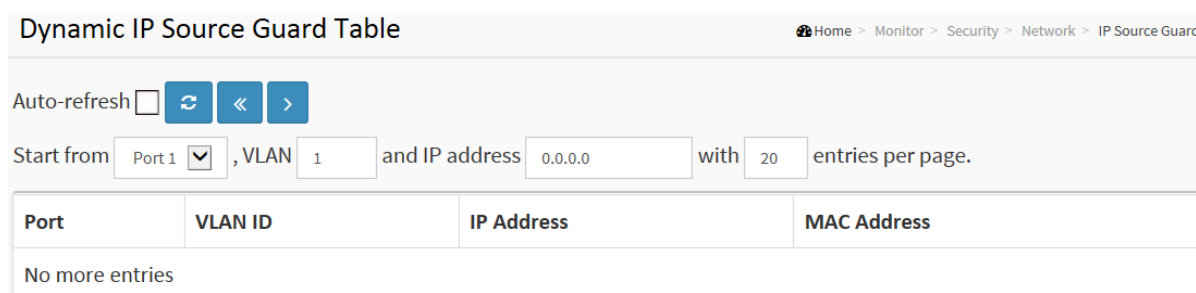 Dynamic IP Source Guard Table
Home > Monitor > Security > Network > IP Source Guard
Auto-refresh
Start from Port 1 , VLAN 1 and IP address 0.0.0.0 with 20 entries per page.
Port VLAN ID IP Address MAC Address
No more entries